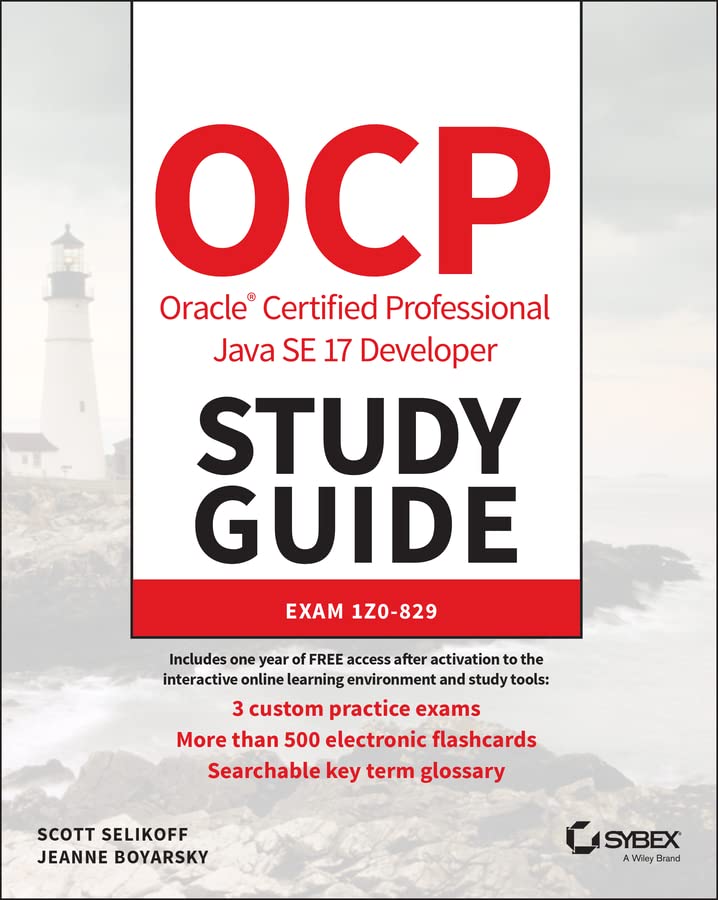 OCP
Oracle® Certified Professional
Java SE 17 Developer
STUDY
GUIDE
EXAM 1Z0-829
Includes one year of FREE access after activation to the
interactive online learning environment and study tools:
3 custom practice exams
More than 500 electronic flashcards
Searchable key term glossary
SCOTT SELIKOFF
JEANNE BOYARSKY
SYBEX®
A Wiley Brand